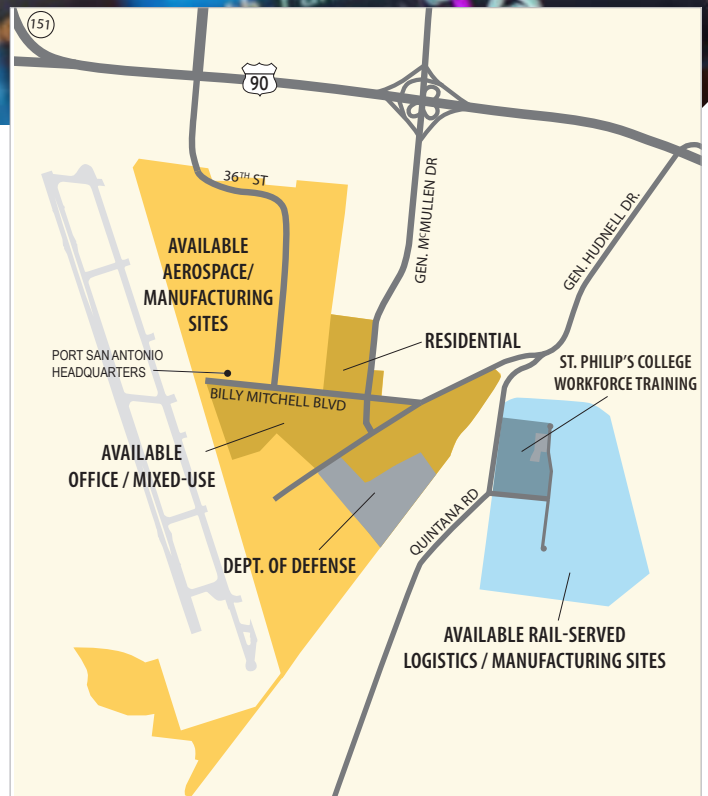 151
90
36TH ST
GEN. MCMULLEN DR
GEN. HUDNELL DR.
AVAILABLE
AEROSPACE/
MANUFACTURING
SITES
RESIDENTIAL
PORT SAN ANTONIO
HEADQUARTERS
ST. PHILIP'S COLLEGE
WORKFORCE TRAINING
BILLY MITCHELL BLVD
AVAILABLE
OFFICE / MIXED-USE
QUINTANA RD
DEPT. OF DEFENSE
AVAILABLE RAIL-SERVED
LOGISTICS / MANUFACTURING SITES